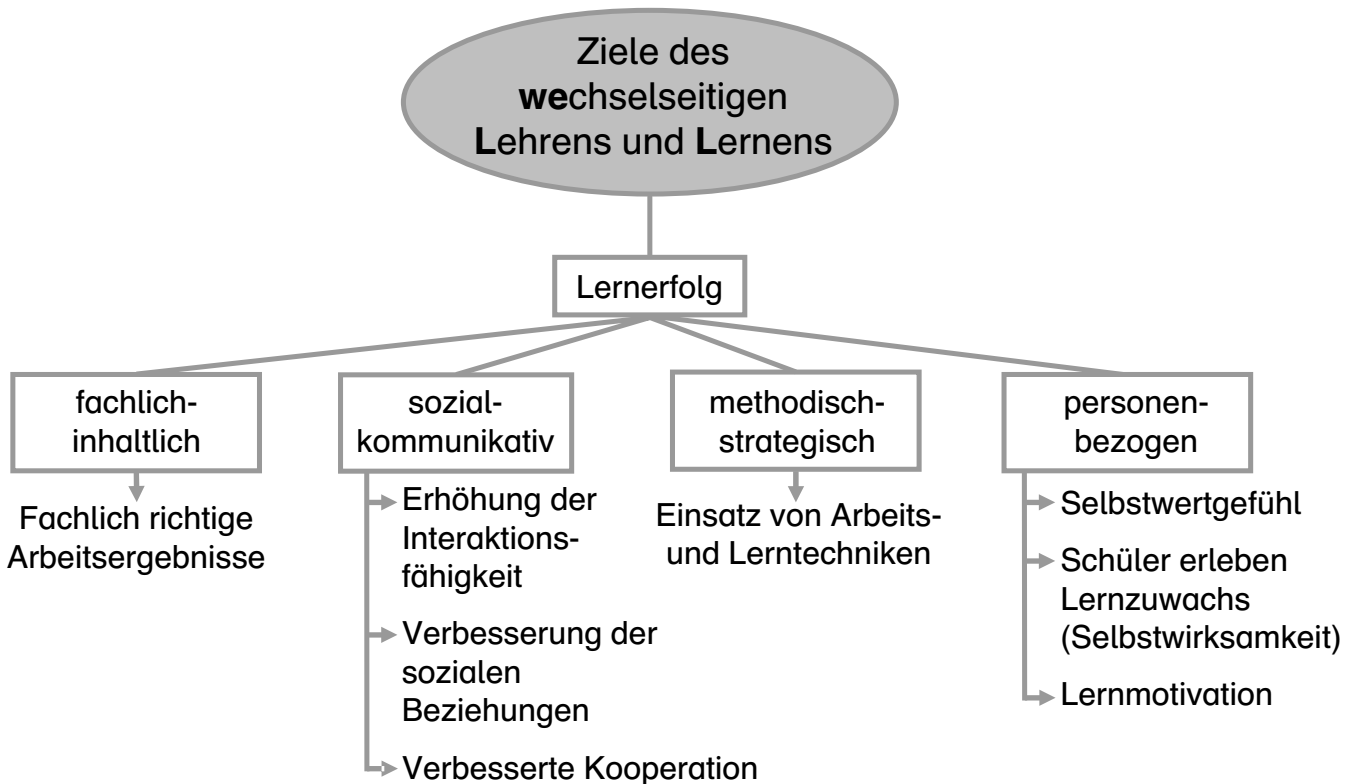 Ziele des
wechselseitigen
Lehrens und Lernens
Lernerfolg
fachlich-
inhaltlich
Fachlich richtige
Arbeitsergebnisse
sozial-
kommunikativ
Erhöhung der
Interaktions-
fähigkeit
Verbesserung der
sozialen
Beziehungen
Verbesserte Kooperation
methodisch-
strategisch
Einsatz von Arbeits-
und Lerntechniken
personen-
bezogen
Selbstwertgefühl
Schüler erleben
Lernzuwachs
(Selbstwirksamkeit)
Lernmotivation